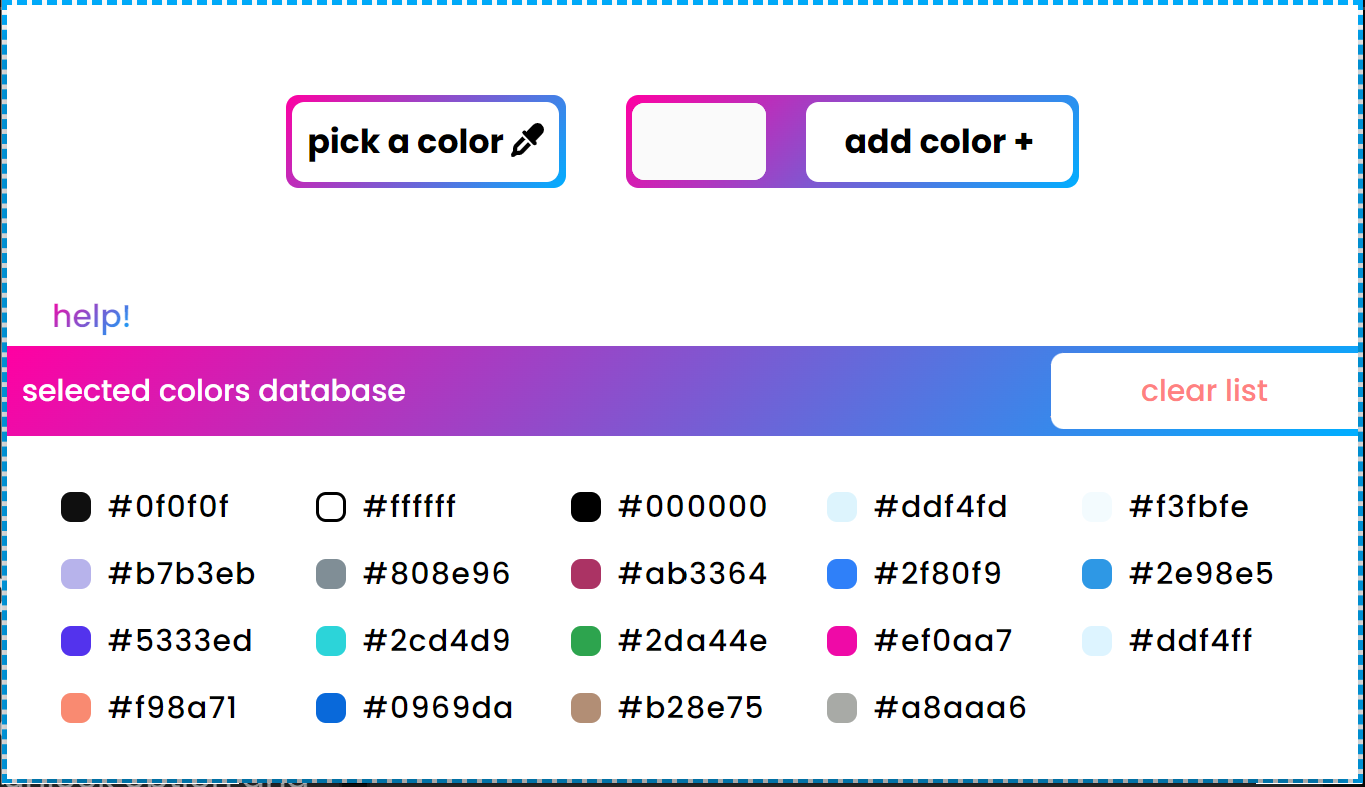 pick a color
add color +
help!
selected colors database
clear list
#0f0f0f #ffffff #000000 #ddf4fd #f3fbfe
#b7b3eb #808e96 #ab3364 #2f80f9 #2e98e5
#5333ed #2cd4d9 #2da44e #ef0aa7 #ddf4ff
#f98a71 #0969da #b28e75 #a8aaa6